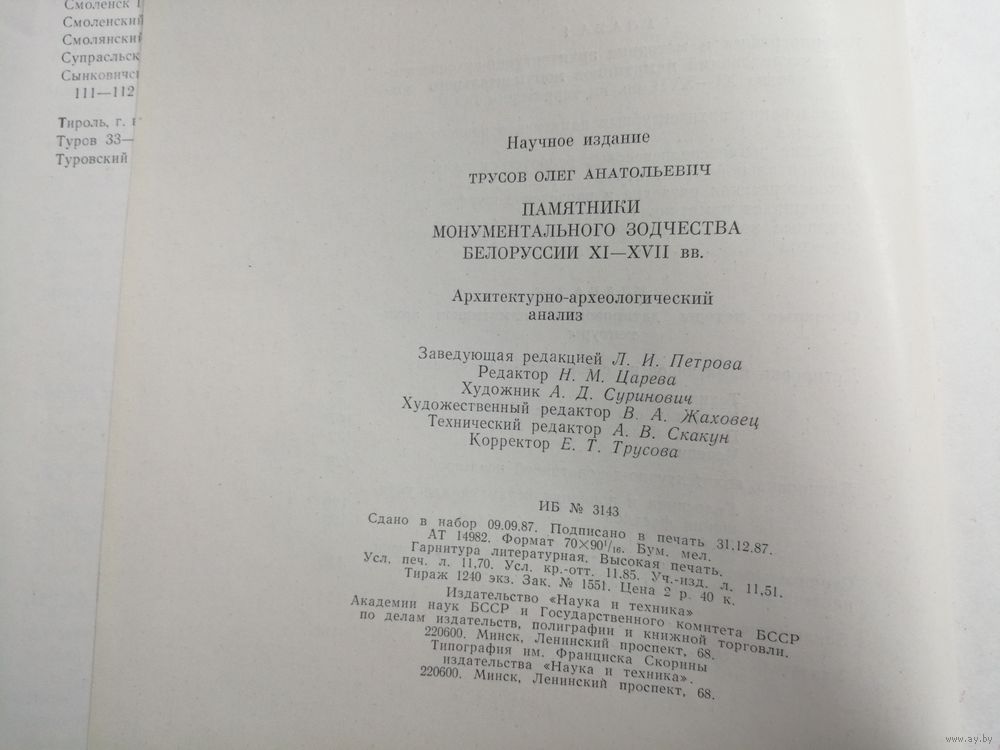 Смоленск
Смоленский
Смолянский
Супрасльск
Сынковичс
111—112
Тироль, г.
Туров 33—
Туровский
Научное издание
ТРУСОВ ОЛЕГ АНАТОЛЬЕВИЧ
ПАМЯТНИКИ
МОНУМЕНТАЛЬНОГО ЗОДЧЕСТВА
БЕЛОРУССИИ XI—XVII вв.
Архитектурно-археологический
анализ
Заведующая редакцией Л. И. Петрова
Редактор Н. М. Царева
Художник А. Д. Суринович
Художественный редактор В. А. Жаховец
Технический редактор А. В. Скакун
Корректор Е. Т. Трусова
ИБ № 3143
Сдано в набор 09.09.87. Подписано в печать 31.12.87.
АТ 14982. Формат 70×90¹/₁₆. Бум. мел.
Гарнитура литературная. Высокая печать.
Усл. печ. л. 11,70. Усл. кр.-отт. 11,85. Уч.-изд. л. 11,51.
Тираж 1240 экз. Зак. № 1551. Цена 2 р. 40 к.
Издательство «Наука и техника»
Академии наук БССР и Государственного комитета БССР
по делам издательств, полиграфии и книжной торговли.
220600. Минск, Ленинский проспект, 68.
Типография им. Франциска Скорины
издательства «Наука и техника».
220600. Минск, Ленинский проспект, 68.
www.ay.by